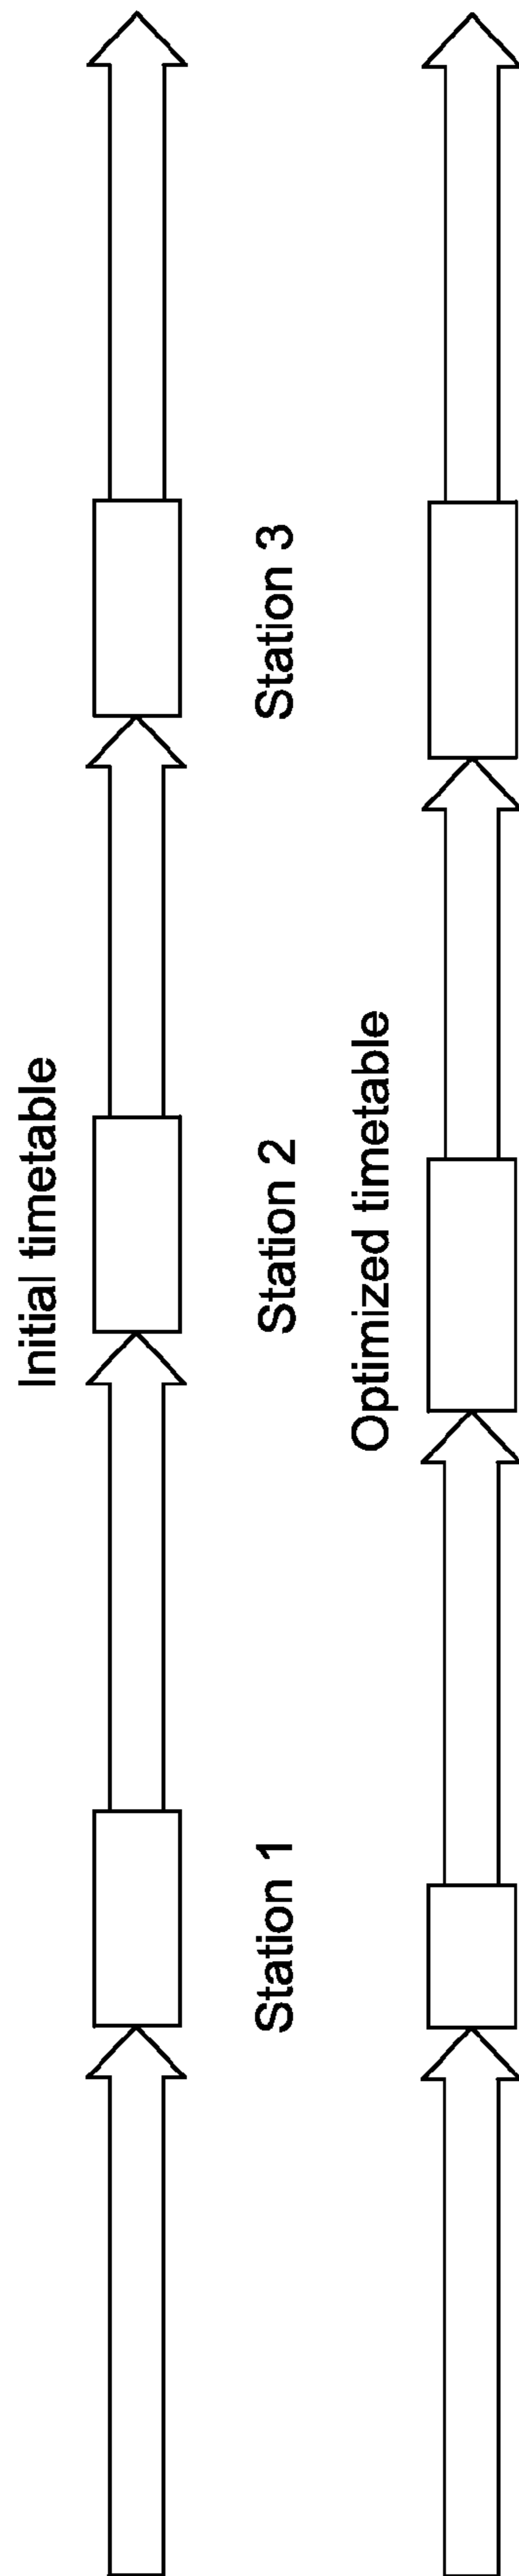 Initial timetable
Station 1
Station 2
Station 3
Optimized timetable